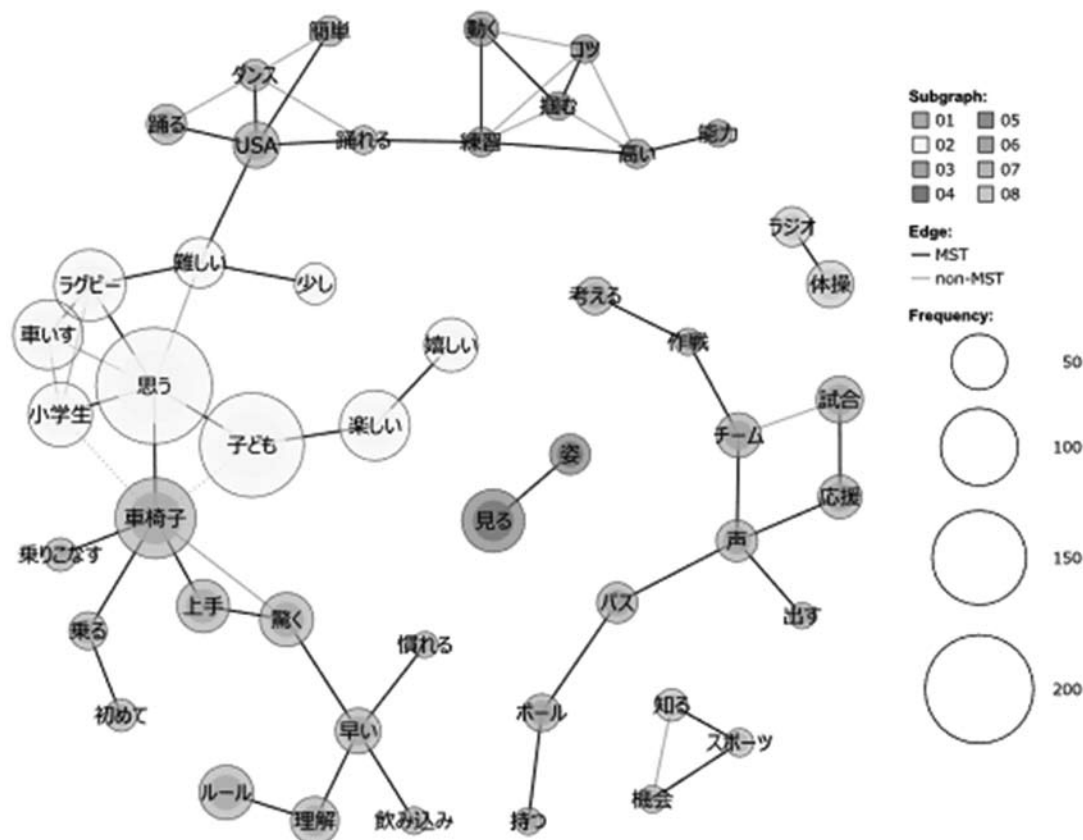 簡単
動く
コツ
ダンス
掴む
踊る
USA
踊れる
練習
高い
能力
ラジオ
体操
難しい
ラグビー
少し
車いす
考える
作戦
嬉しい
思う
小学生
子ども
楽しい
試合
チーム
姿
応援
見る
声
車椅子
乗りこなす
上手
驚く
乗る
パス
出す
慣れる
初めて
早い
ボール
知る
スポーツ
機会
ルール
理解
飲み込み
持つ
Subgraph:
01 05
02 06
03 07
04 08
Edge:
MST
non-MST
Frequency:
50
100
150
200